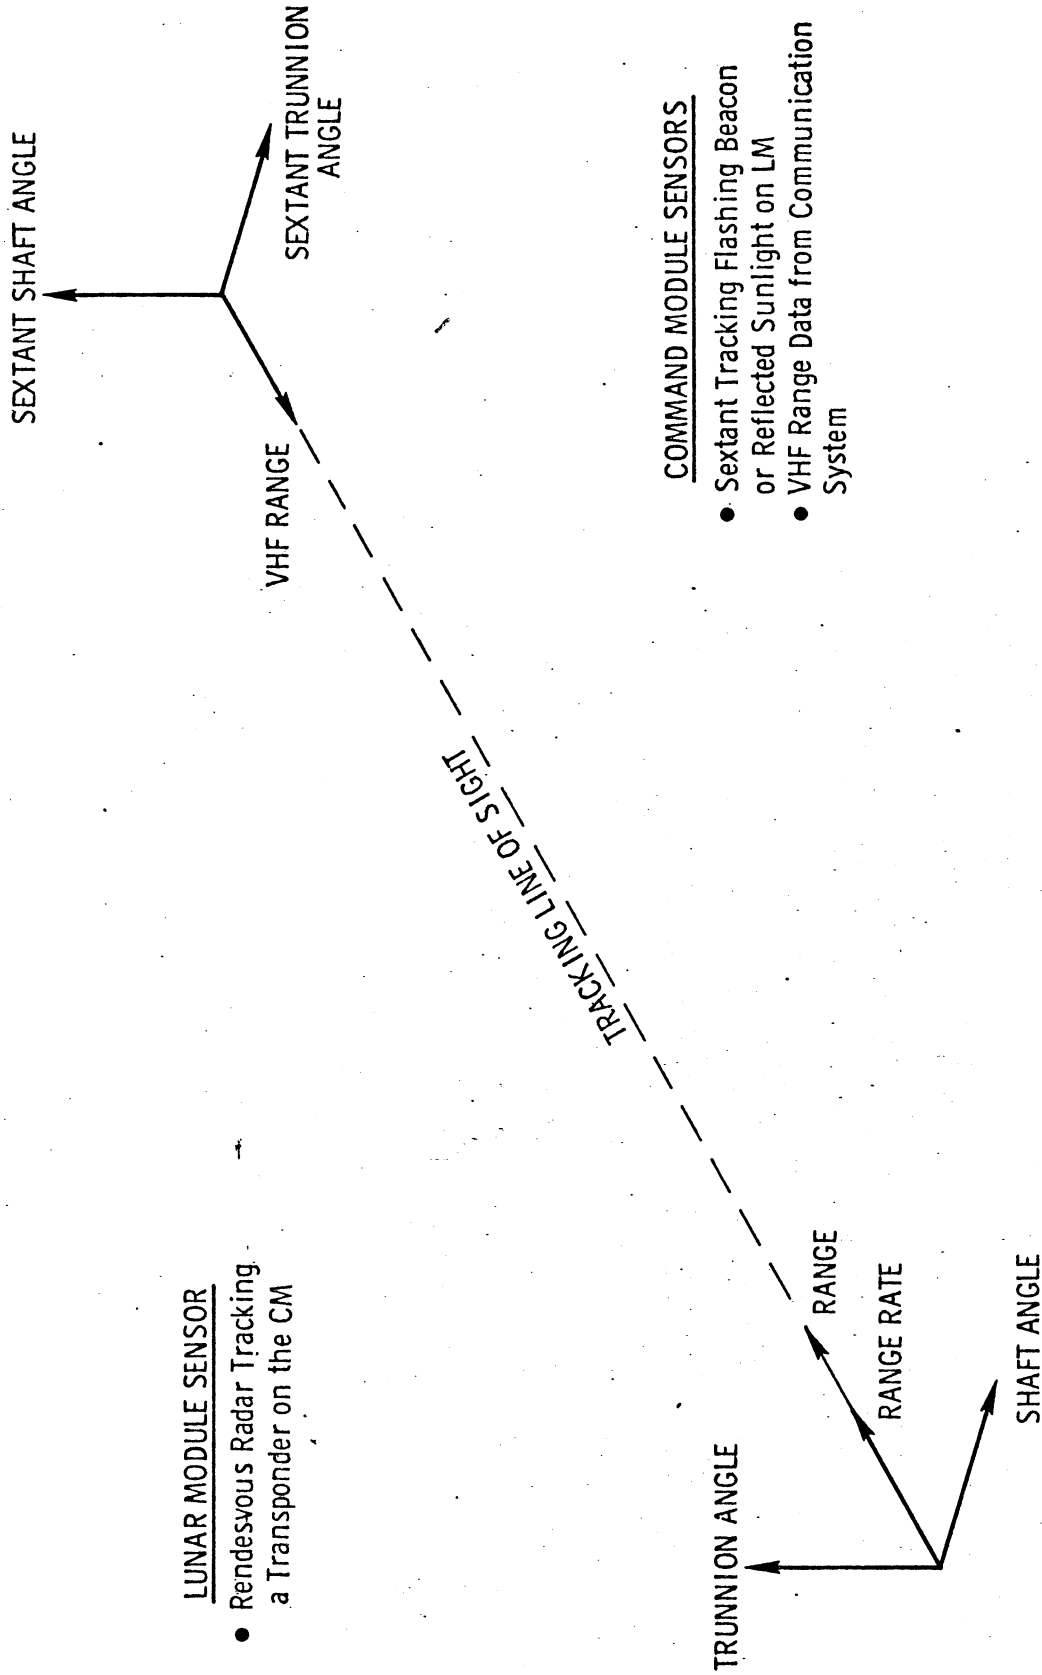 SEXTANT SHAFT ANGLE
SEXTANT TRUNNION
ANGLE
VHF RANGE
TRACKING LINE OF SIGHT
LUNAR MODULE SENSOR
● Rendesvous Radar Tracking
a Transponder on the CM
COMMAND MODULE SENSORS
● Sextant Tracking Flashing Beacon
or Reflected Sunlight on LM
● VHF Range Data from Communication
System
TRUNNION ANGLE
RANGE
RANGE RATE
SHAFT ANGLE